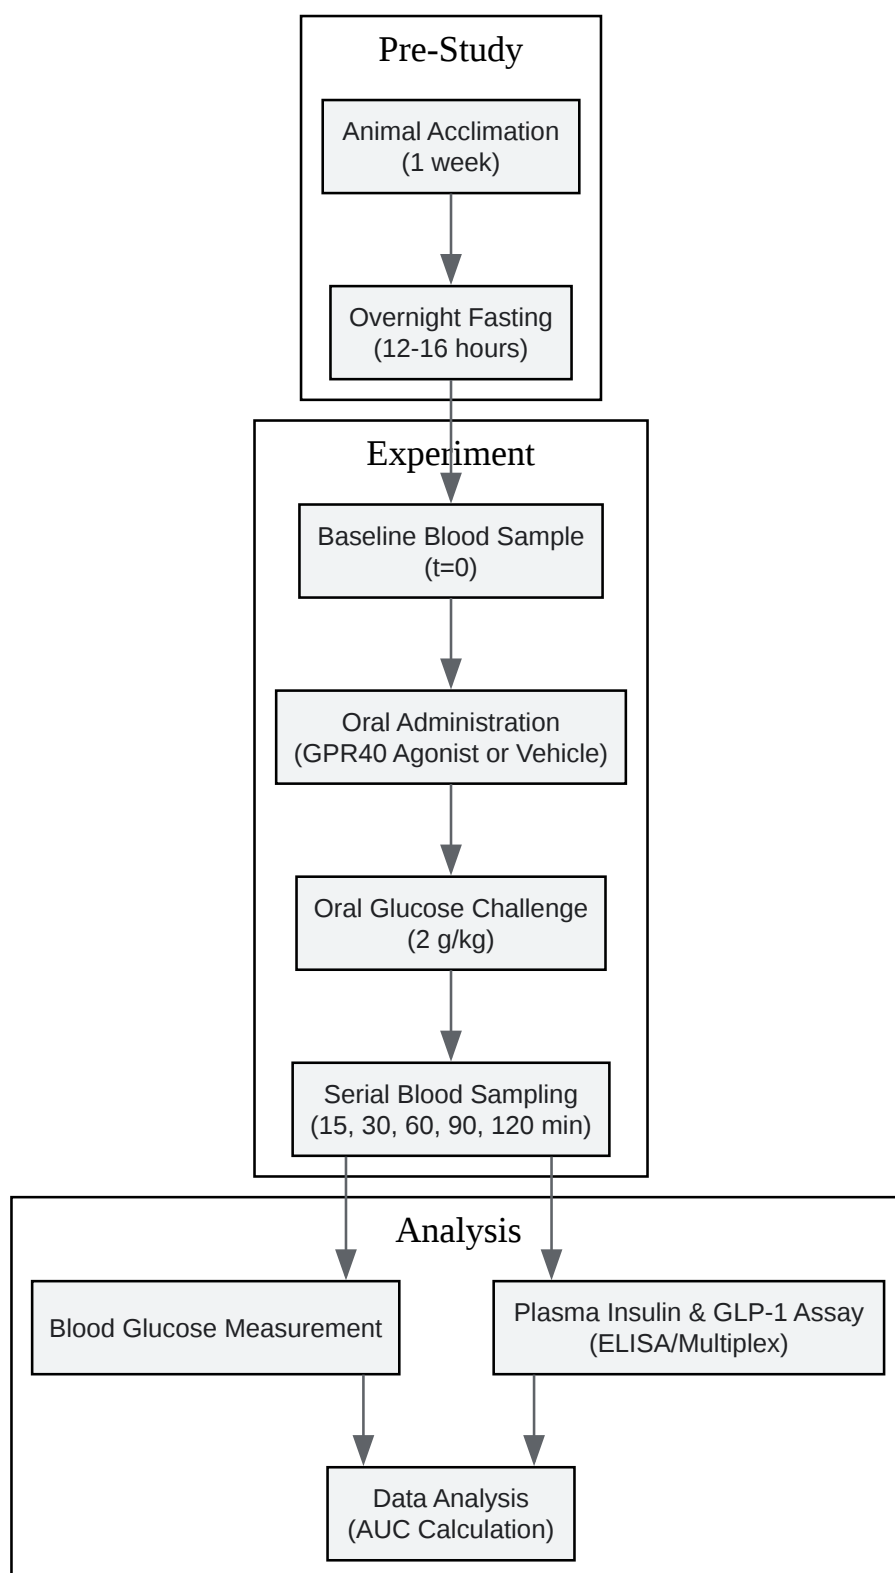 Pre-Study
Animal Acclimation
(1 week)
Overnight Fasting
(12-16 hours)
Experiment
Baseline Blood Sample
(t=0)
Oral Administration
(GPR40 Agonist or Vehicle)
Oral Glucose Challenge
(2 g/kg)
Serial Blood Sampling
(15, 30, 60, 90, 120 min)
Analysis
Blood Glucose Measurement
Plasma Insulin & GLP-1 Assay
(ELISA/Multiplex)
Data Analysis
(AUC Calculation)